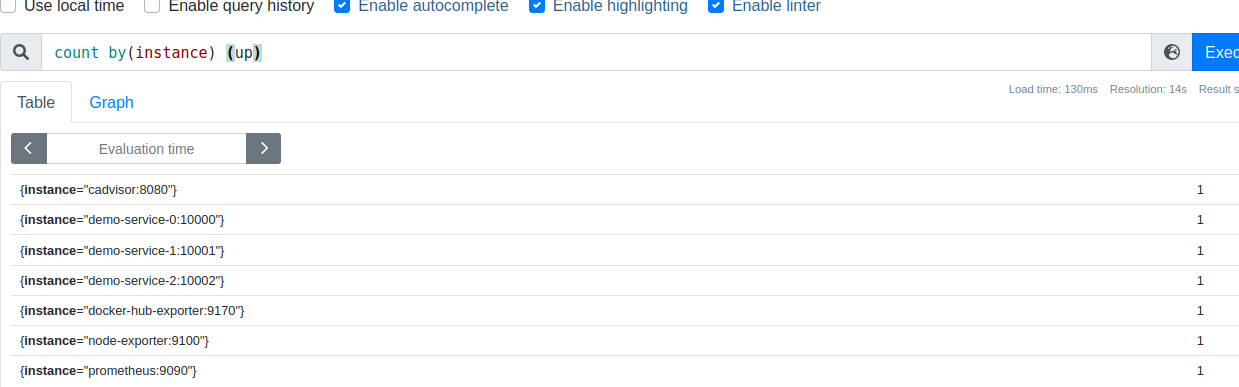 Use local time Enable query history Enable autocomplete Enable highlighting Enable linter
count by(instance) (up)
Exec
Table Graph
Load time: 130ms Resolution: 14s Result s
Evaluation time
{instance="cadvisor:8080"} 1
{instance="demo-service-0:10000"} 1
{instance="demo-service-1:10001"} 1
{instance="demo-service-2:10002"} 1
{instance="docker-hub-exporter:9170"} 1
{instance="node-exporter:9100"} 1
{instance="prometheus:9090"} 1